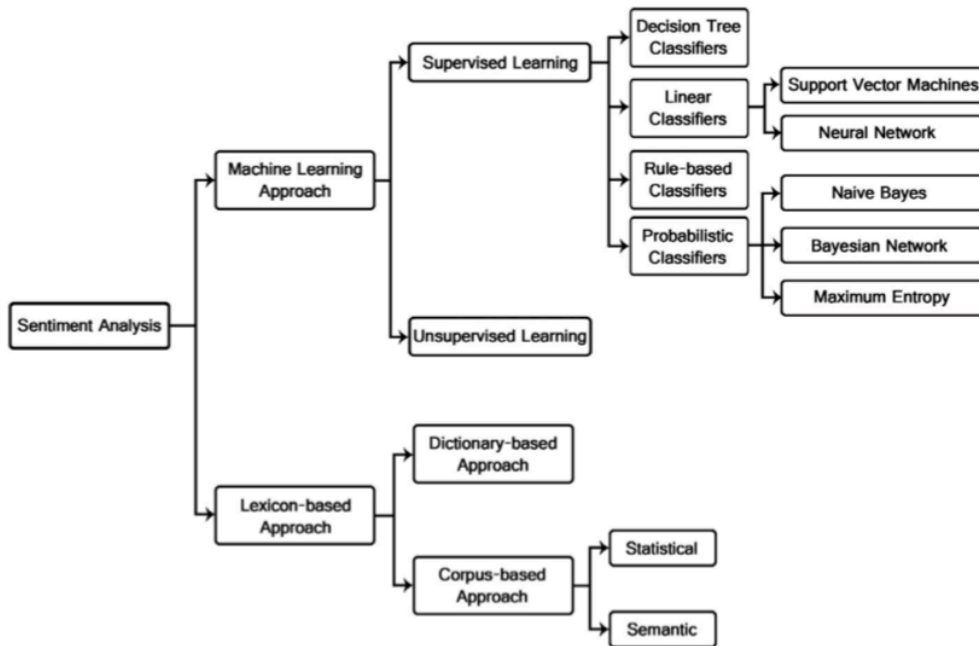 Sentiment Analysis
Machine Learning
Approach
Supervised Learning
Decision Tree
Classifiers
Linear
Classifiers
Support Vector Machines
Neural Network
Rule-based
Classifiers
Probabilistic
Classifiers
Naive Bayes
Bayesian Network
Maximum Entropy
Unsupervised Learning
Lexicon-based
Approach
Dictionary-based
Approach
Corpus-based
Approach
Statistical
Semantic